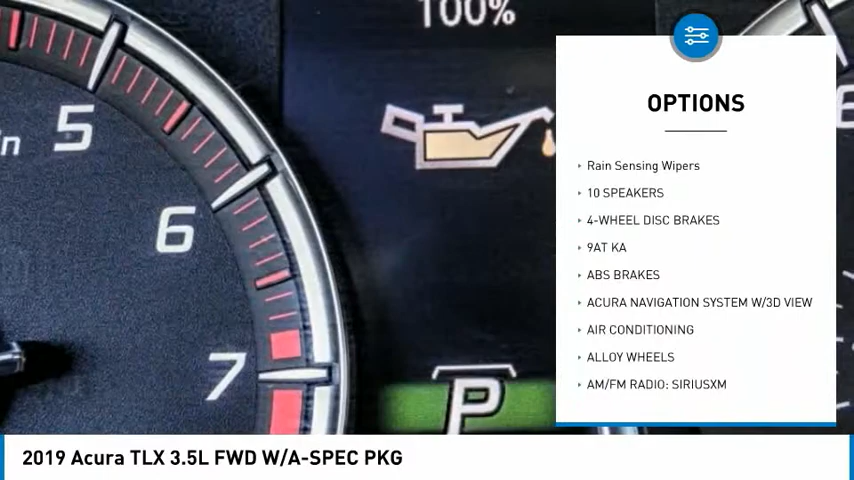 100%
n
5
6
7
P
6
OPTIONS
Rain Sensing Wipers
10 SPEAKERS
4-WHEEL DISC BRAKES
9AT KA
ABS BRAKES
ACURA NAVIGATION SYSTEM W/3D VIEW
AIR CONDITIONING
ALLOY WHEELS
AM/FM RADIO: SIRIUSXM
2019 Acura TLX 3.5L FWD W/A-SPEC PKG